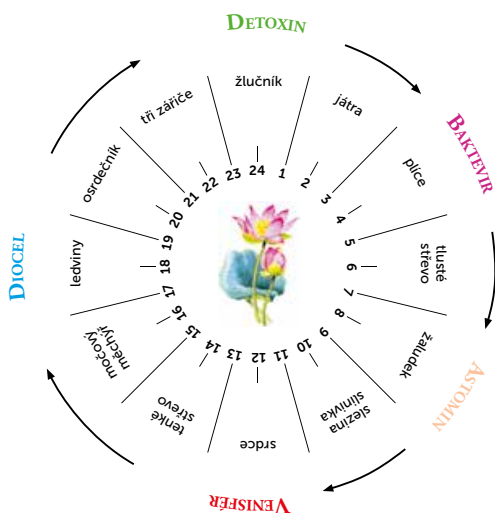 DETOXIN
žlučník
játra
BAKTEVIR
plíce
tlusté
střevo
žaludek
ASTOMIN
slezina
slinivka
srdce
VENISFÉR
tenké
střevo
močový
měchýř
ledviny
DIOCEL
osrdečník
tři zářiče
24
1
2
3
4
5
6
7
8
9
10
11
12
13
14
15
16
17
18
19
20
21
22
23